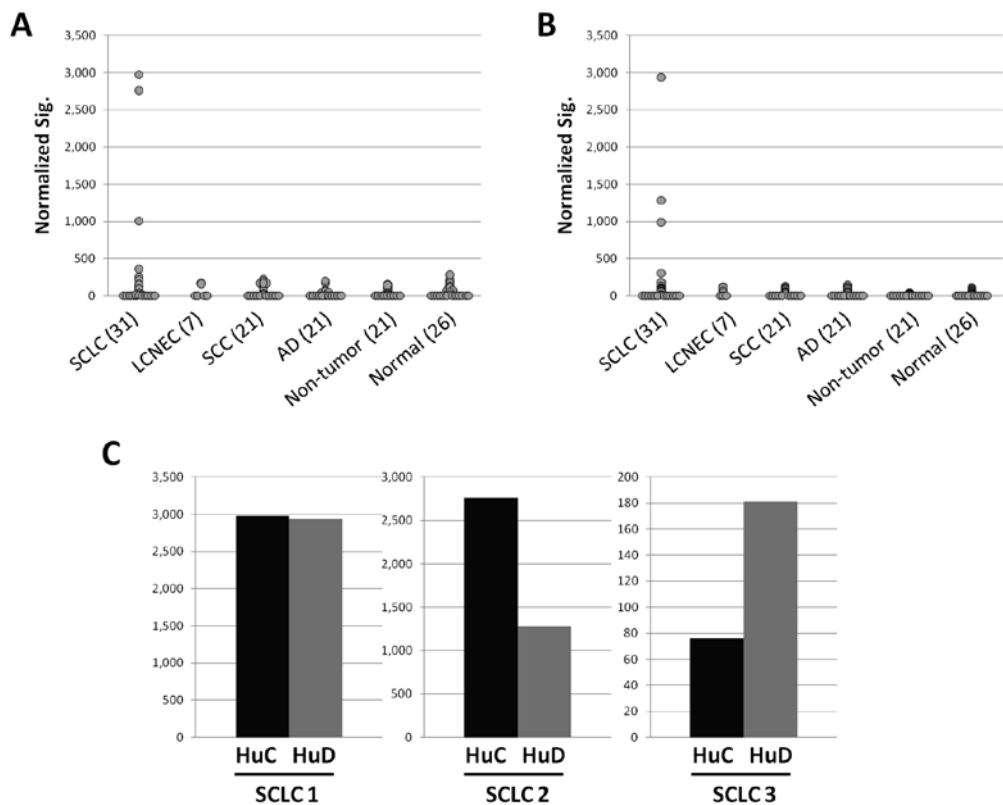 A
Normalized Sig.
3,500
3,000
2,500
2,000
1,500
1,000
500
0
SCLC (31)
LCNEC (7)
SCC (21)
AD (21)
Non-tumor (21)
Normal (26)
B
Normalized Sig.
3,500
3,000
2,500
2,000
1,500
1,000
500
0
SCLC (31)
LCNEC (7)
SCC (21)
AD (21)
Non-tumor (21)
Normal (26)
C
3,500
3,000
2,500
2,000
1,500
1,000
500
0
HuC HuD
SCLC 1
3,000
2,500
2,000
1,500
1,000
500
0
HuC HuD
SCLC 2
200
180
160
140
120
100
80
60
40
20
0
HuC HuD
SCLC 3